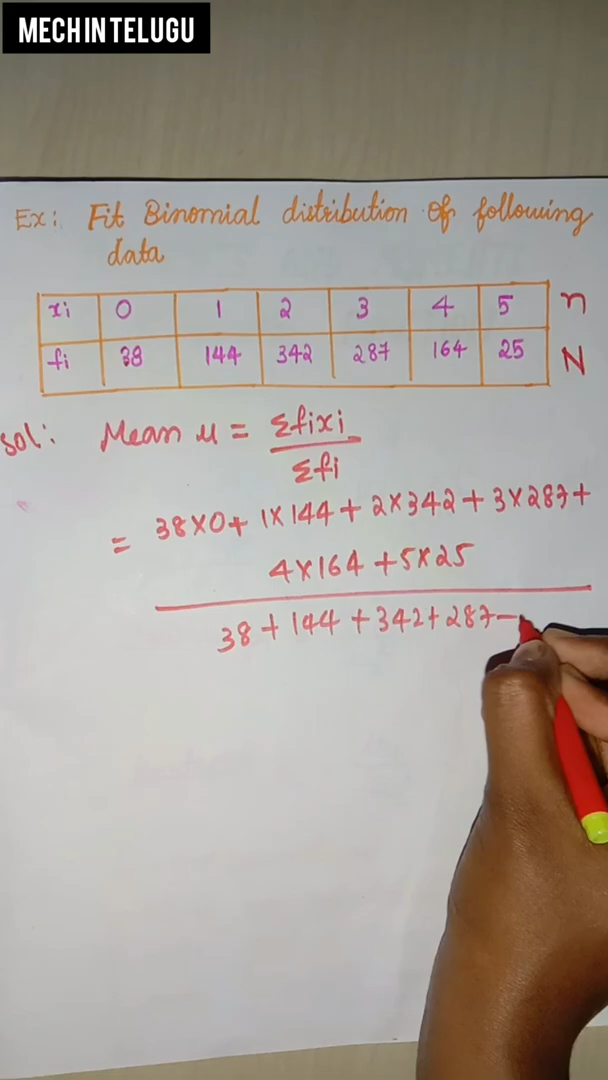 MECH IN TELUGU
Ex: Fit Binomial distribution of following
data
xi 0 1 2 3 4 5 n
fi 38 144 342 287 164 25 N
Sol: Mean μ = Σfixi
Σfi
= 38×0+ 1×144+ 2×342+ 3×287+
4×164 +5×25
38 + 144 + 342+ 287-